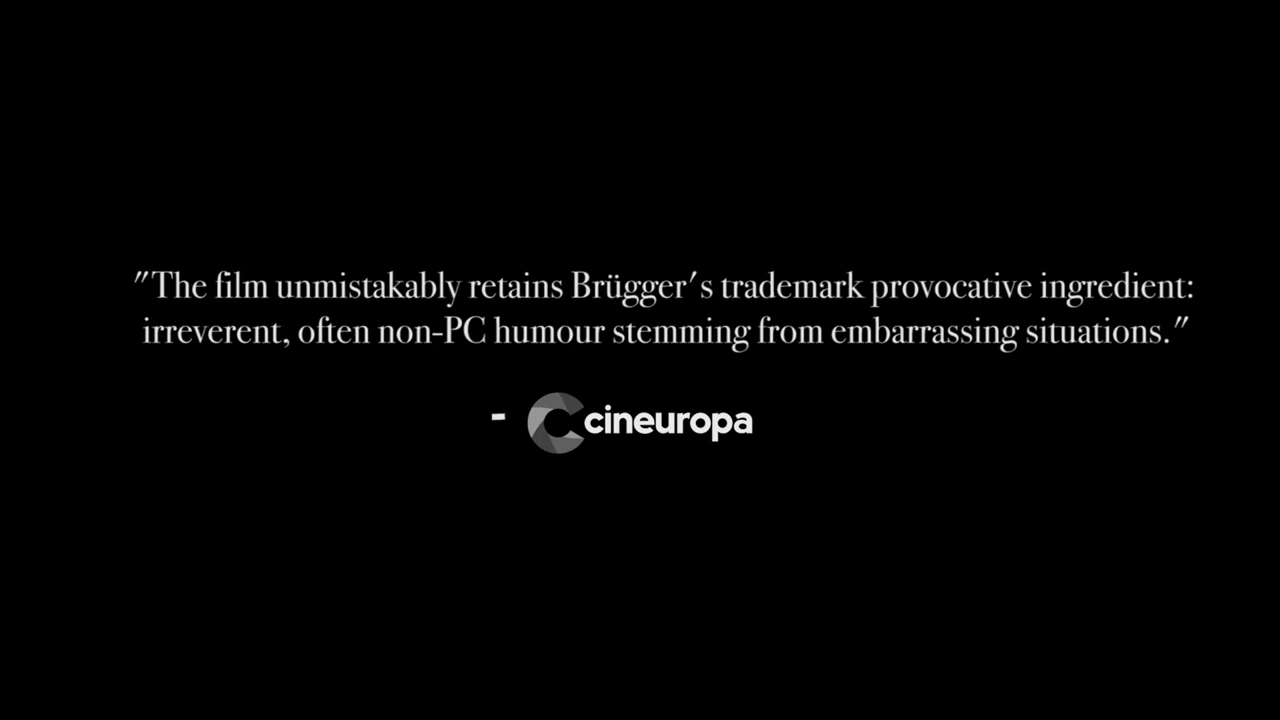 "The film unmistakably retains Brügger's trademark provocative ingredient:
irreverent, often non-PC humour stemming from embarrassing situations."
- cineuropa